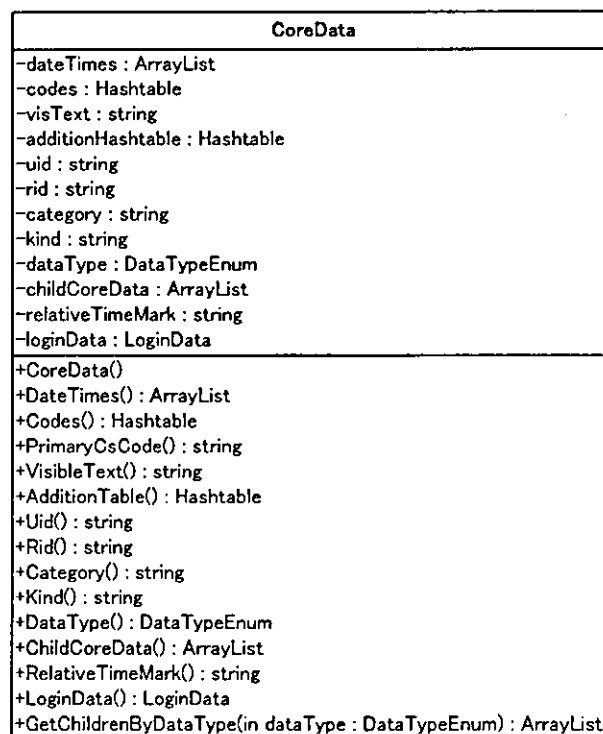 CoreData
-dateTimes : ArrayList
-codes : Hashtable
-visText : string
-additionHashtable : Hashtable
-uid : string
-rid : string
-category : string
-kind : string
-dataType : DataTypeEnum
-childCoreData : ArrayList
-relativeTimeMark : string
-loginData : LoginData
+CoreData()
+DateTimes() : ArrayList
+Codes() : Hashtable
+PrimaryCsCode() : string
+VisibleText() : string
+AdditionTable() : Hashtable
+Uid() : string
+Rid() : string
+Category() : string
+Kind() : string
+DataType() : DataTypeEnum
+ChildCoreData() : ArrayList
+RelativeTimeMark() : string
+LoginData() : LoginData
+GetChildrenByDataType(in dataType : DataTypeEnum) : ArrayList